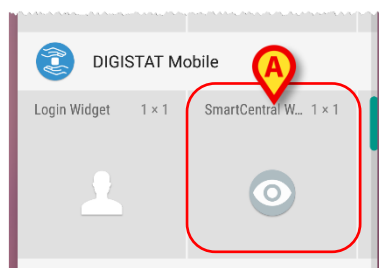 DIGISTAT Mobile
A
Login Widget 1 × 1 SmartCentral W... 1 × 1